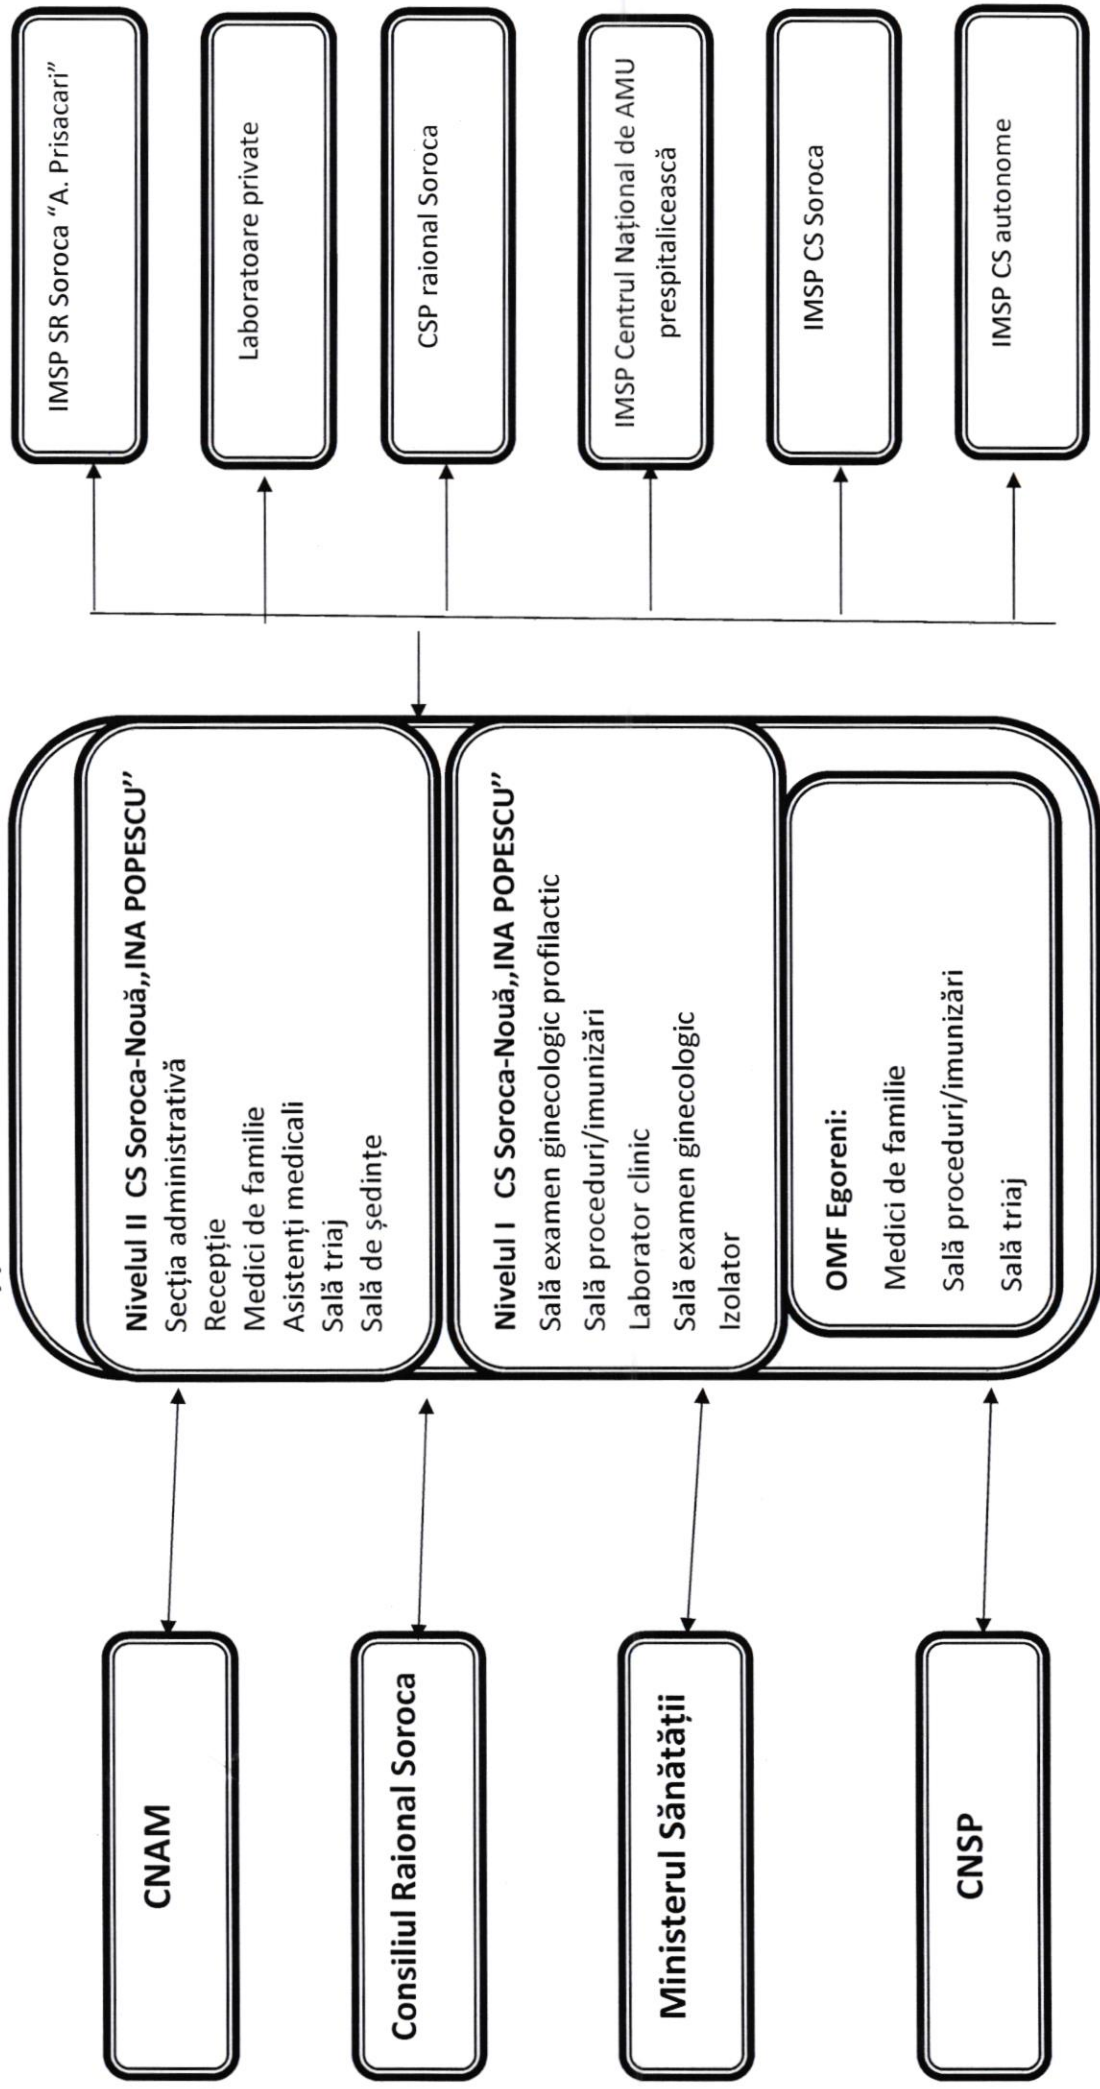 CNAM
Consiliul Raional Soroca
Ministerul Sănătății
CNSP
Nivelul II CS Soroca-Nouă,,INA POPESCU”
Secția administrativă
Recepție
Medici de familie
Asistenți medicali
Sală triaj
Sală de ședințe
Nivelul I CS Soroca-Nouă,,INA POPESCU”
Sală examen ginecologic profilactic
Sală proceduri/imunizări
Laborator clinic
Sală examen ginecologic
Izolator
OMF Egoreni:
Medici de familie
Sală proceduri/imunizări
Sală triaj
IMSP SR Soroca “A. Prisacari”
Laboratoare private
CSP raional Soroca
IMSP Centrul Național de AMU
prespitalicească
IMSP CS Soroca
IMSP CS autonome